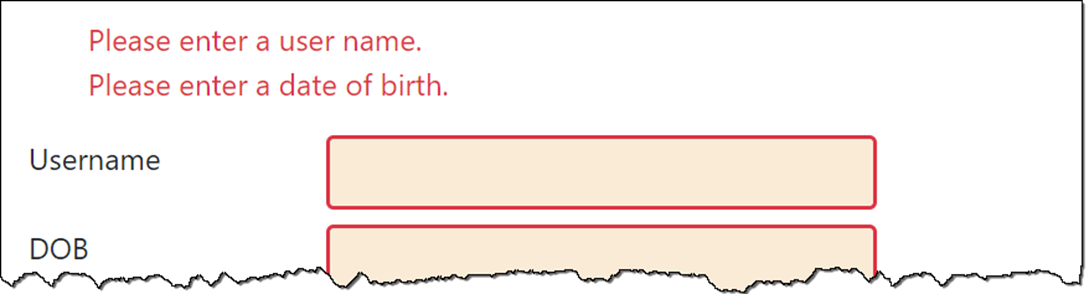 Please enter a user name.
Please enter a date of birth.
Username
DOB